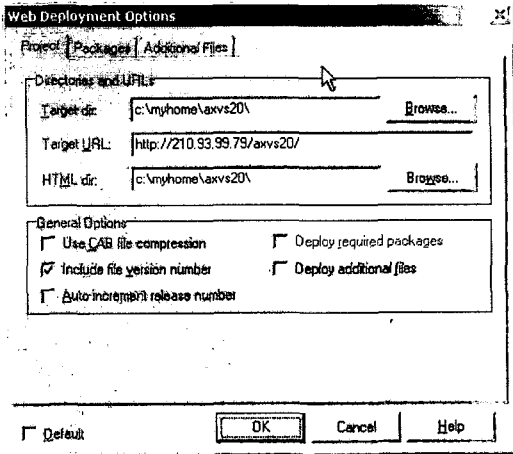 Web Deployment Options
Project Packages Additional Files
Directories and URLs
Target dir: c:\myhome\axvs20\ Browse...
Target URL: http://210.93.99.79/axvs20/
HTML dir: c:\myhome\axvs20\ Browse...
General Options
Use CAB file compression Deploy required packages
Include file version number Deploy additional files
Auto increment release number
Default OK Cancel Help